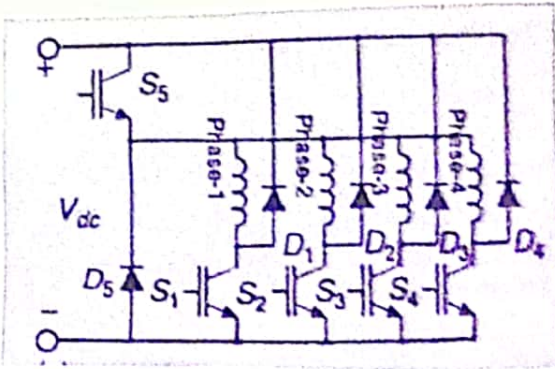 +
S5
Phase-1
Phase-2
Phase-3
Phase-4
Vdc
D1
D2
D3
D4
D5
S1
S2
S3
S4
−